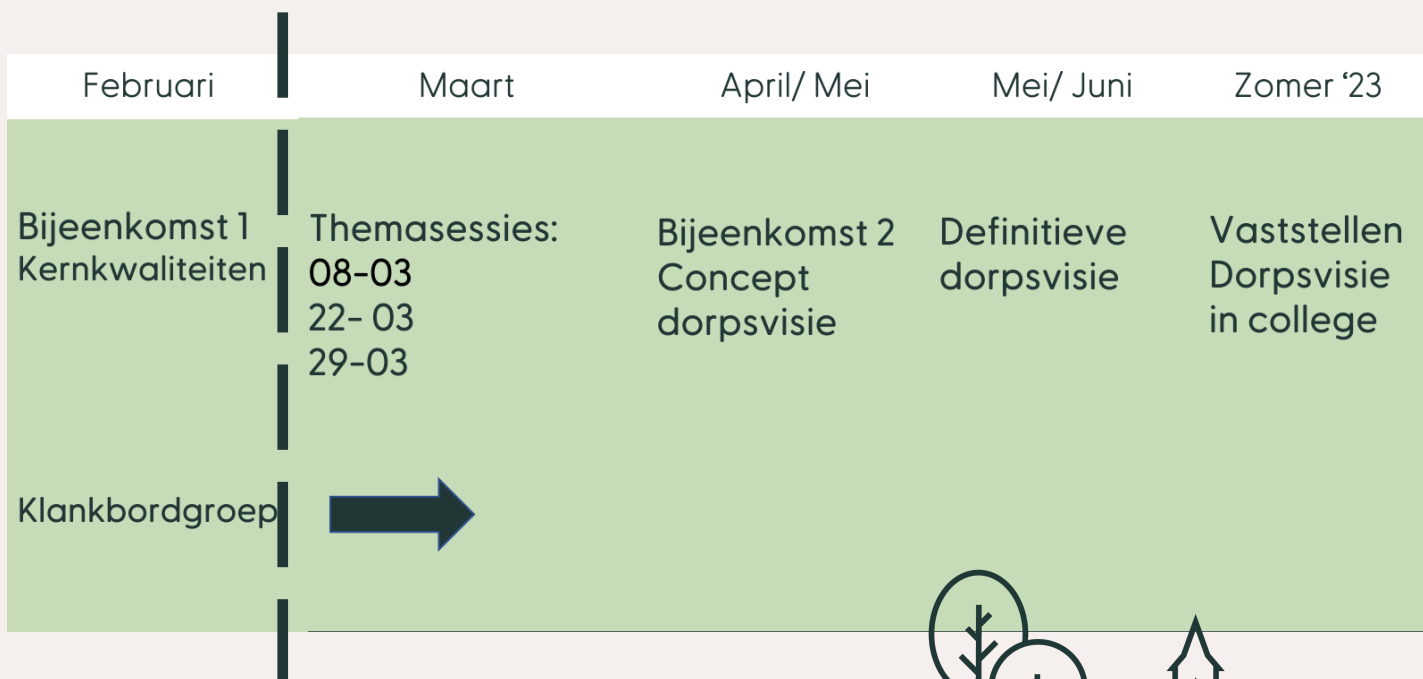 Februari
Maart
April/ Mei
Mei/ Juni
Zomer ‘23
Bijeenkomst 1
Kernkwaliteiten
Themasessies:
08-03
22- 03
29-03
Bijeenkomst 2
Concept
dorpsvisie
Definitieve
dorpsvisie
Vaststellen
Dorpsvisie
in college
Klankbordgroep